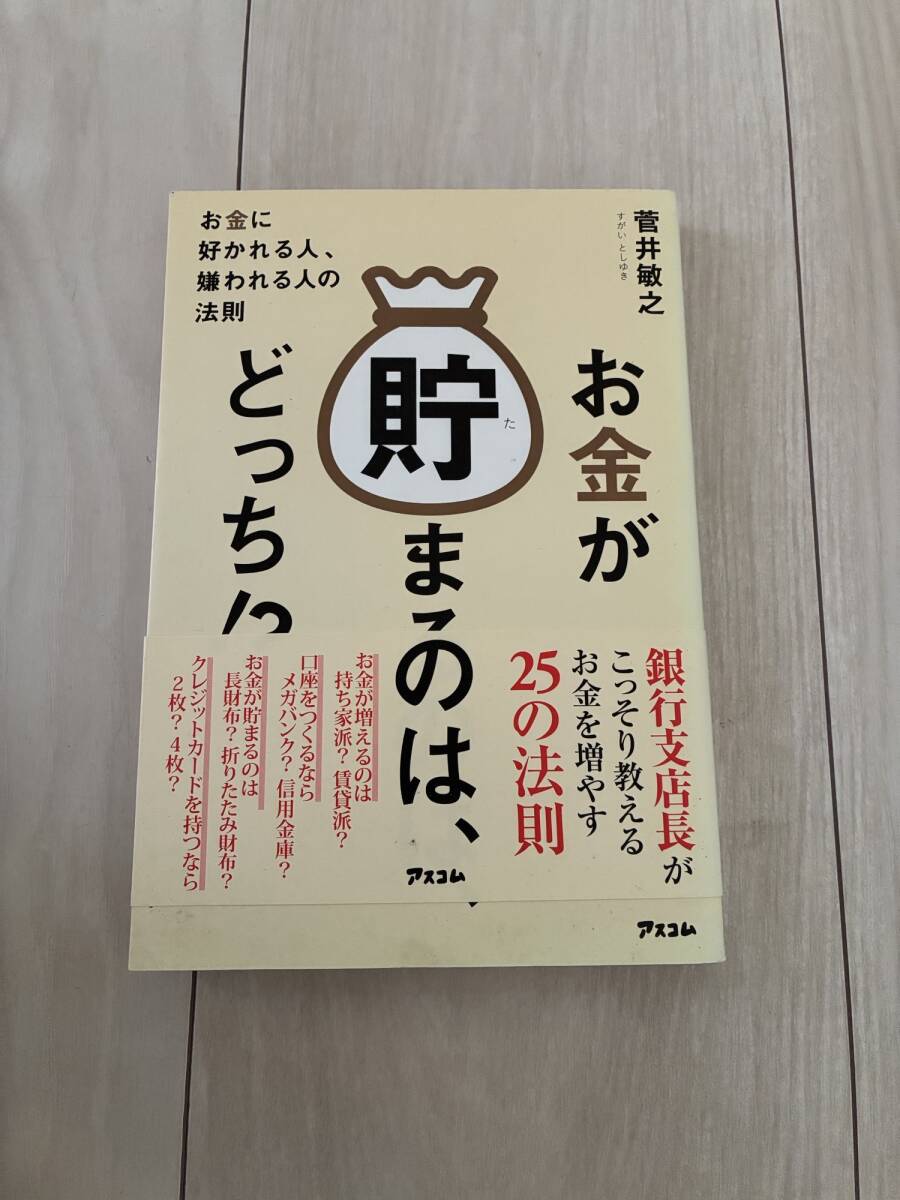 菅井敏之
すがい としゆき
お金が
貯まるのは、
た
どっち!?
お金に
好かれる人、
嫌われる人の
法則
銀行支店長が
こっそり教える
お金を増やす
25の法則
お金が増えるのは
持ち家派？賃貸派？
口座をつくるなら
メガバンク？信用金庫？
お金が貯まるのは
長財布？折りたたみ財布？
クレジットカードを持つなら
2枚？4枚？
アスコム
アスコム